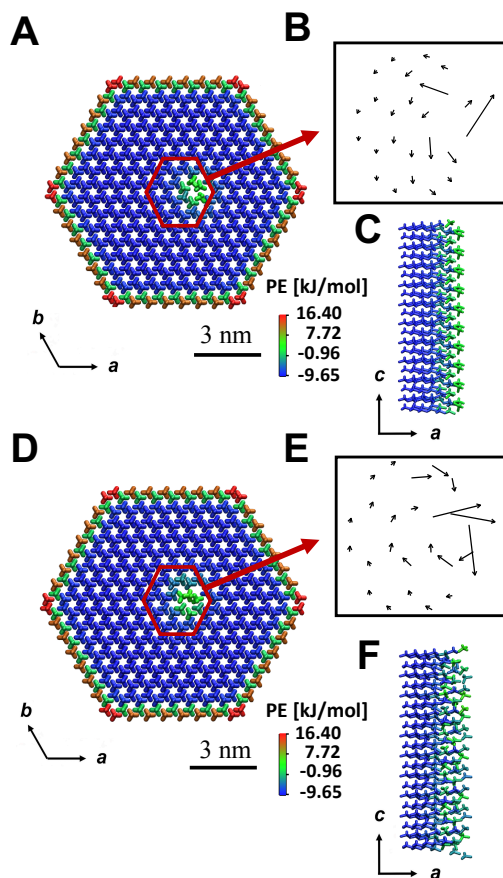 A
B
C
PE [kJ/mol]
16.40
7.72
-0.96
-9.65
3 nm
b
a
c
a
D
E
F
PE [kJ/mol]
16.40
7.72
-0.96
-9.65
3 nm
b
a
c
a